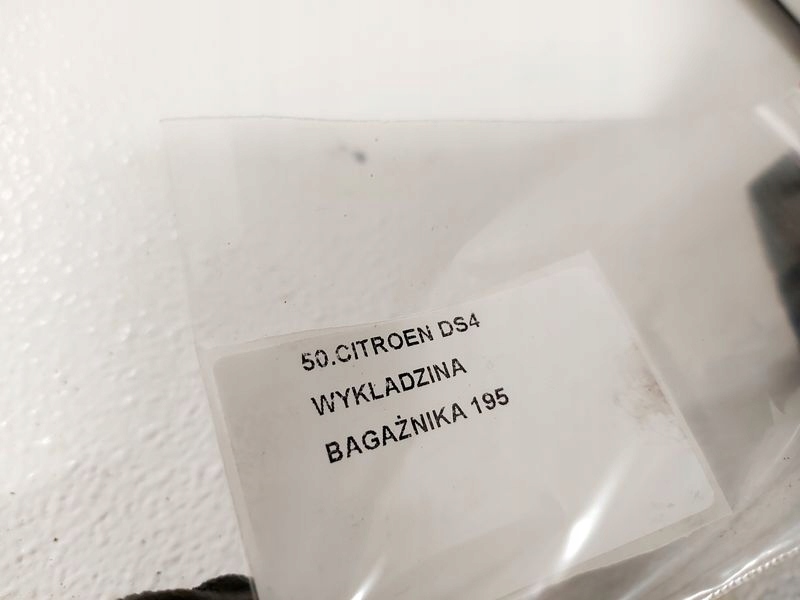 50.CITROEN DS4
WYKLADZINA
BAGAŻNIKA 195